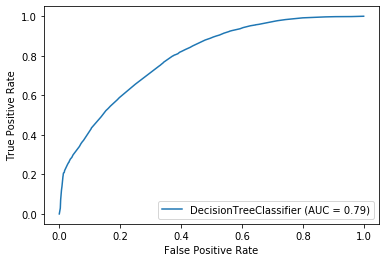 1.0
0.8
0.6
0.4
0.2
0.0
True Positive Rate
DecisionTreeClassifier (AUC = 0.79)
0.0 0.2 0.4 0.6 0.8 1.0
False Positive Rate